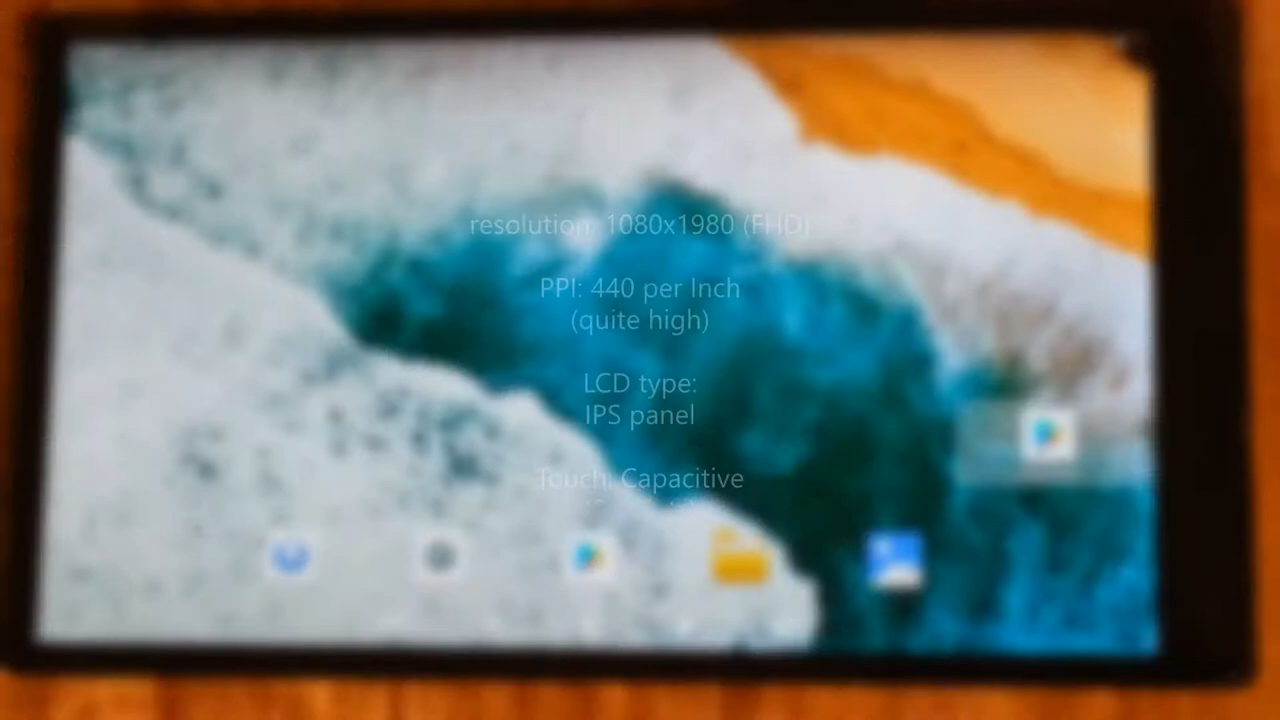 resolution: 1080x1980 (FHD)
PPI: 440 per Inch
(quite high)
LCD type:
IPS panel
Touch: Capacitive